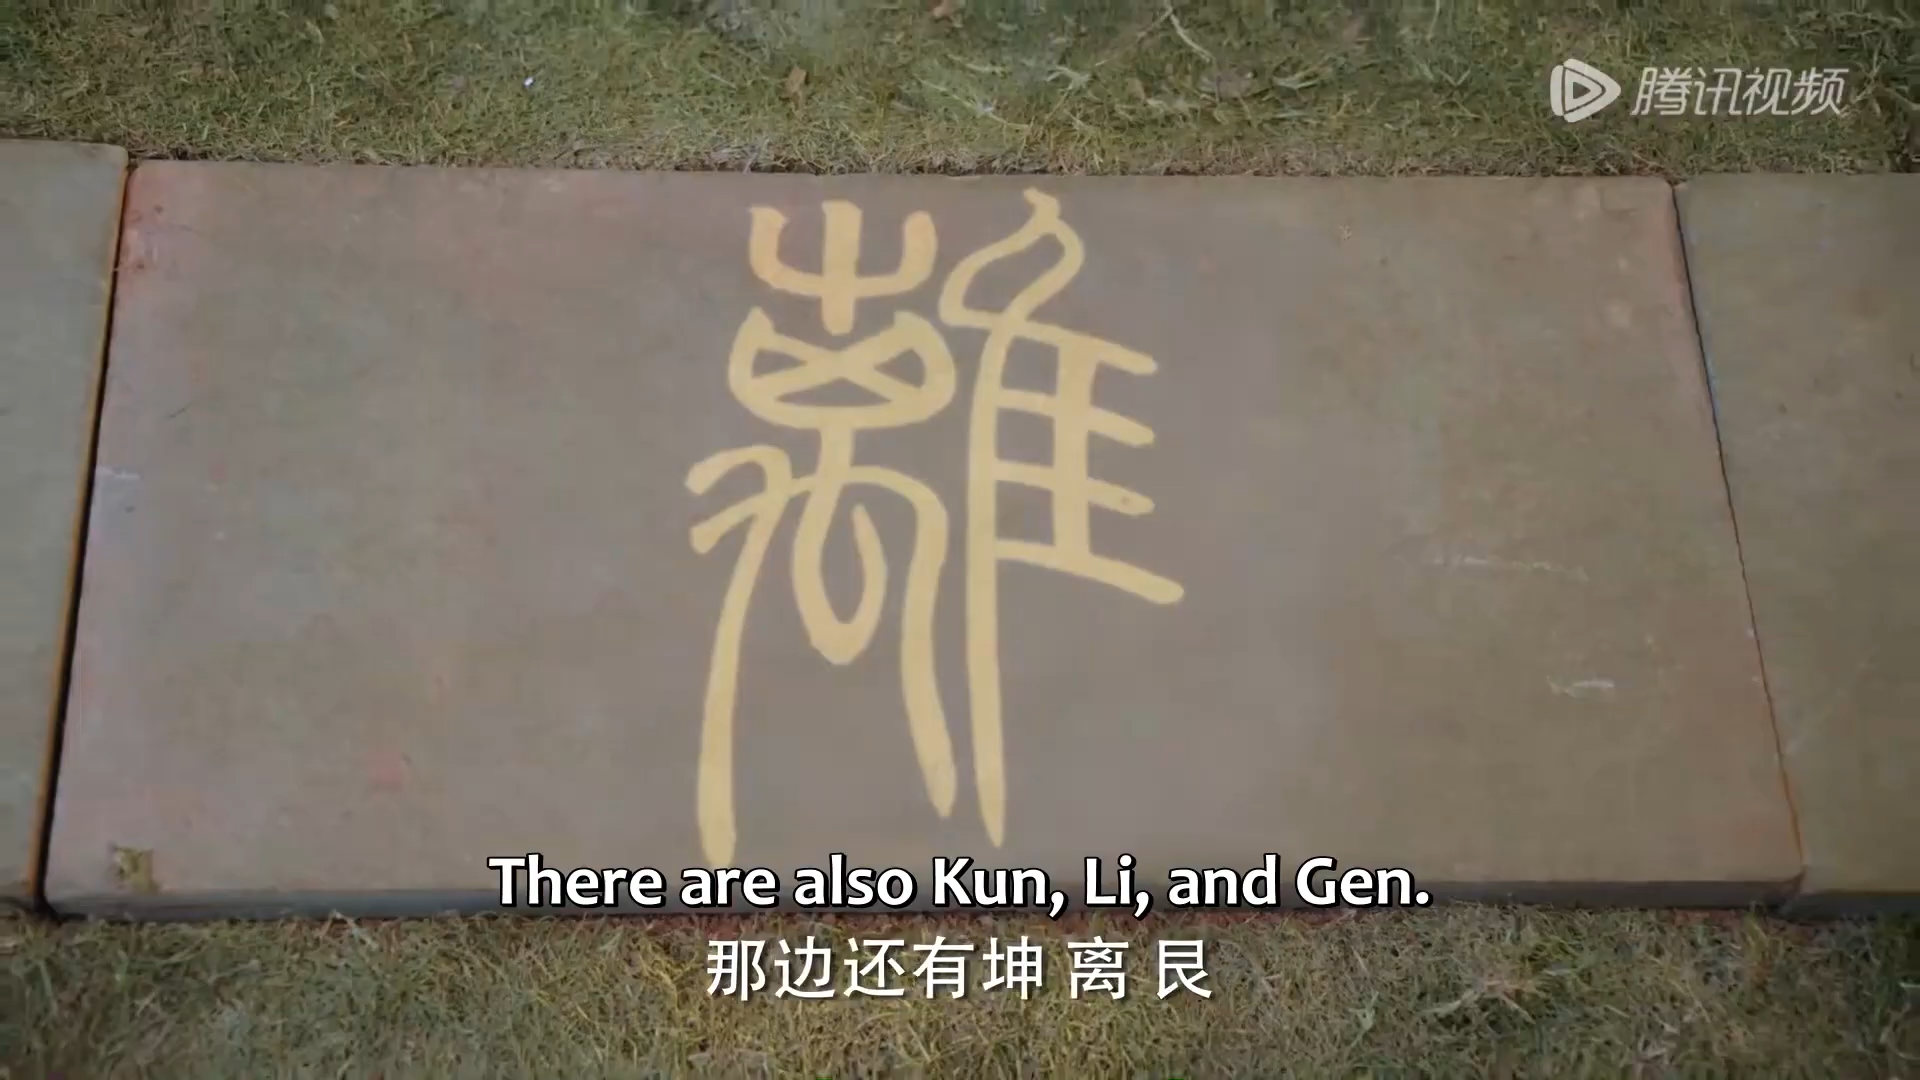 腾讯视频
離
There are also Kun, Li, and Gen.
那边还有坤 离 艮